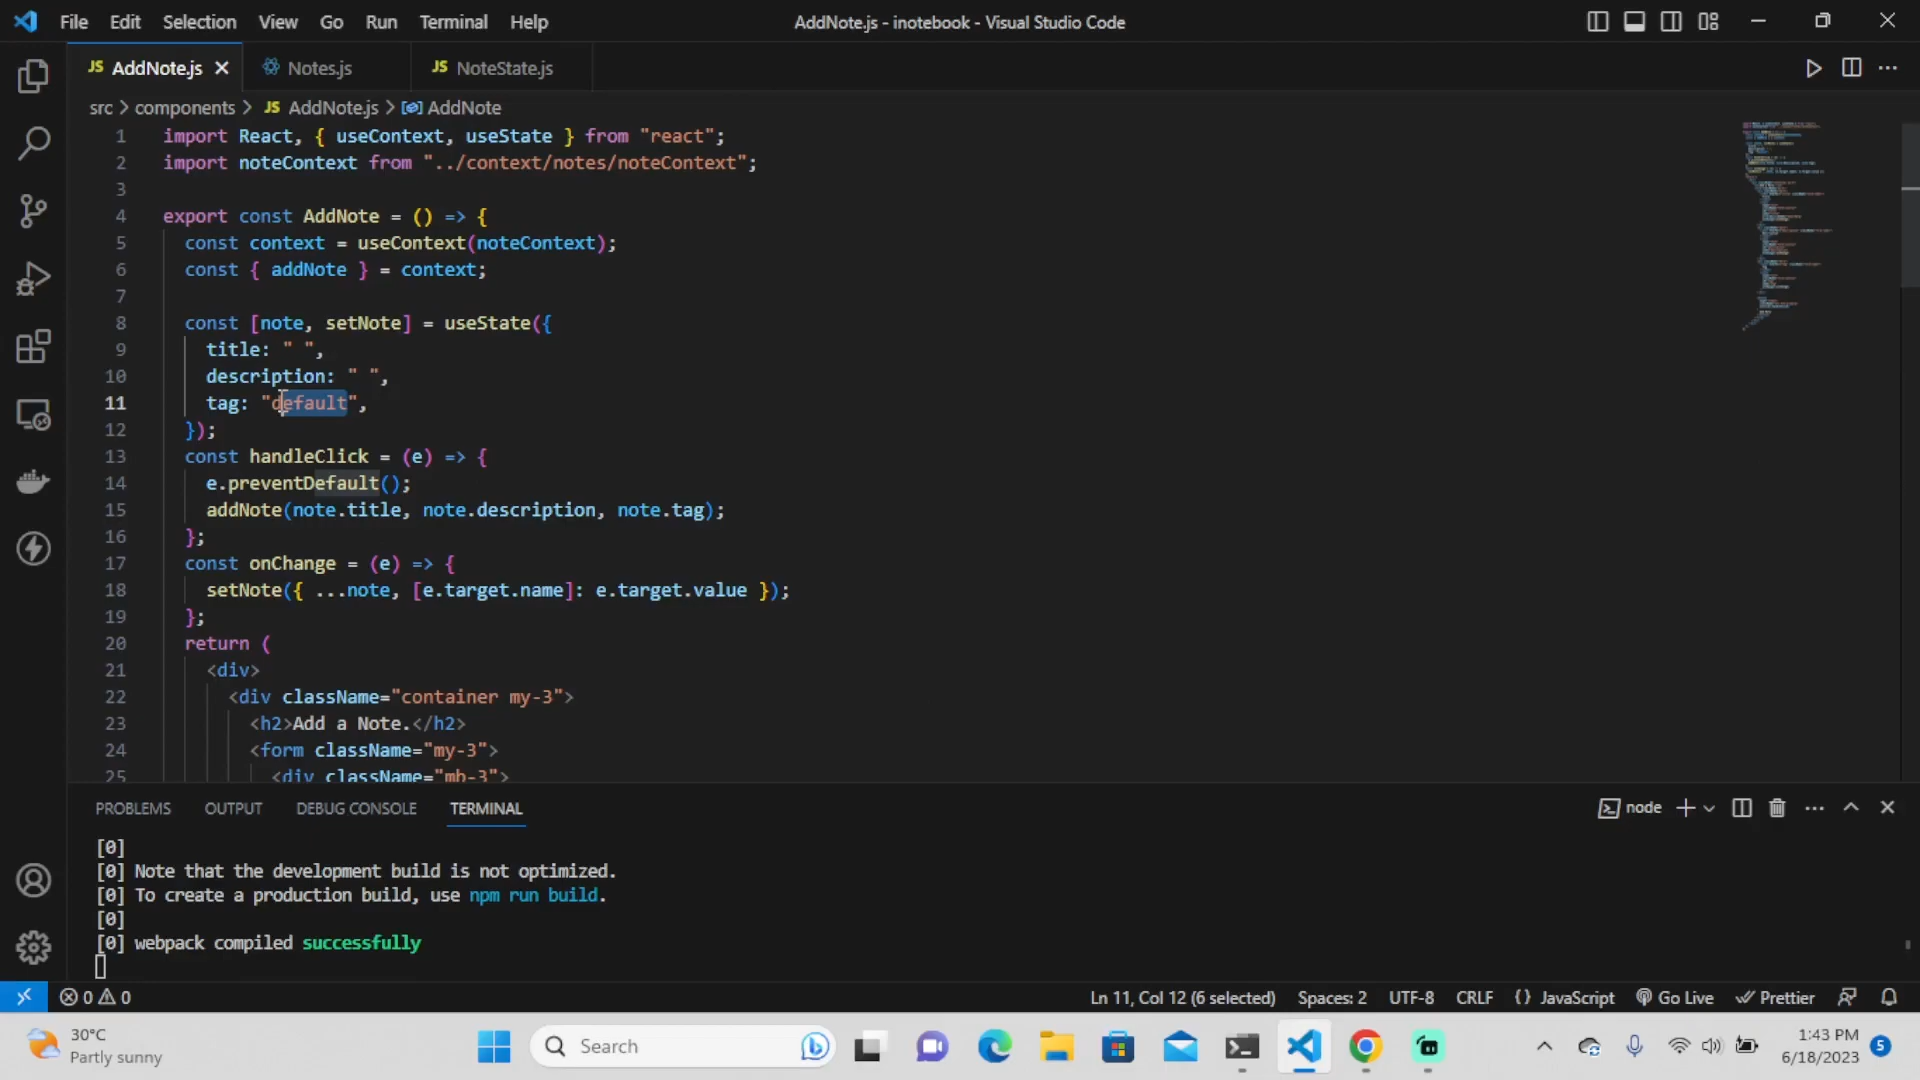 File Edit Selection View Go Run Terminal Help
AddNote.js - inotebook - Visual Studio Code
JS AddNote.js
Notes.js
JS NoteState.js
src > components > JS AddNote.js > AddNote
1 import React, { useContext, useState } from "react";
2 import noteContext from "../context/notes/noteContext";
3
4 export const AddNote = () => {
5 const context = useContext(noteContext);
6 const { addNote } = context;
7
8 const [note, setNote] = useState({
9 title: " ",
10 description: " ",
11 tag: "default",
12 });
13 const handleClick = (e) => {
14 e.preventDefault();
15 addNote(note.title, note.description, note.tag);
16 };
17 const onChange = (e) => {
18 setNote({ ...note, [e.target.name]: e.target.value });
19 };
20 return (
21 <div>
22 <div className="container my-3">
23 <h2>Add a Note.</h2>
24 <form className="my-3">
25 <div className="mb-3">
PROBLEMS OUTPUT DEBUG CONSOLE TERMINAL
node
[0]
[0] Note that the development build is not optimized.
[0] To create a production build, use npm run build.
[0]
[0] webpack compiled successfully
0 0
Ln 11, Col 12 (6 selected) Spaces: 2 UTF-8 CRLF {} JavaScript Go Live Prettier
30°C
Partly sunny
Search
1:43 PM
6/18/2023
5